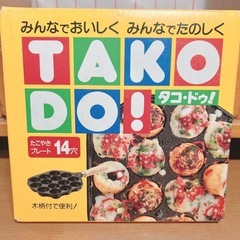 みんなでおいしく みんなでたのしく
TAKO
DO!
タコ・ドゥ!
たこやき
プレート 14穴
木柄付で便利!